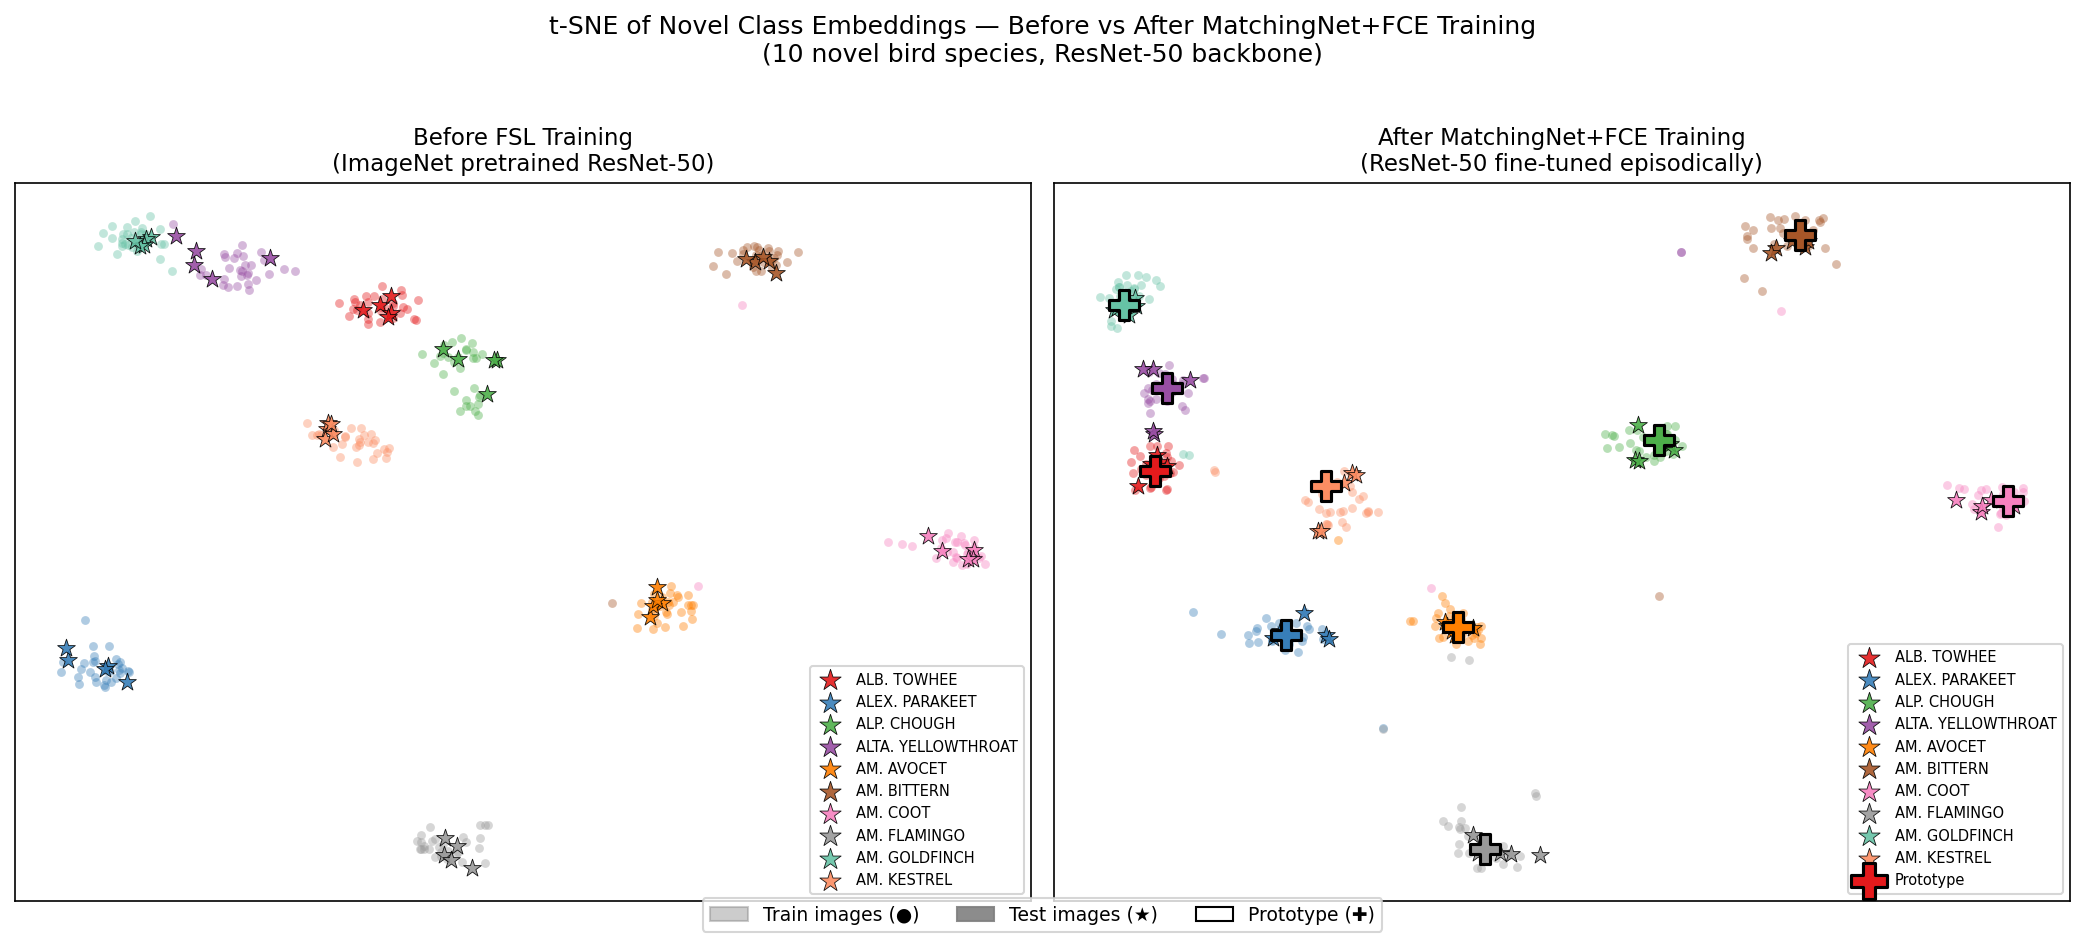 t-SNE of Novel Class Embeddings — Before vs After MatchingNet+FCE Training
(10 novel bird species, ResNet-50 backbone)
Before FSL Training
(ImageNet pretrained ResNet-50)
ALB. TOWHEE
ALEX. PARAKEET
ALP. CHOUGH
ALTA. YELLOWTHROAT
AM. AVOCET
AM. BITTERN
AM. COOT
AM. FLAMINGO
AM. GOLDFINCH
AM. KESTREL
After MatchingNet+FCE Training
(ResNet-50 fine-tuned episodically)
ALB. TOWHEE
ALEX. PARAKEET
ALP. CHOUGH
ALTA. YELLOWTHROAT
AM. AVOCET
AM. BITTERN
AM. COOT
AM. FLAMINGO
AM. GOLDFINCH
AM. KESTREL
Prototype
Train images (●)
Test images (★)
Prototype (✚)